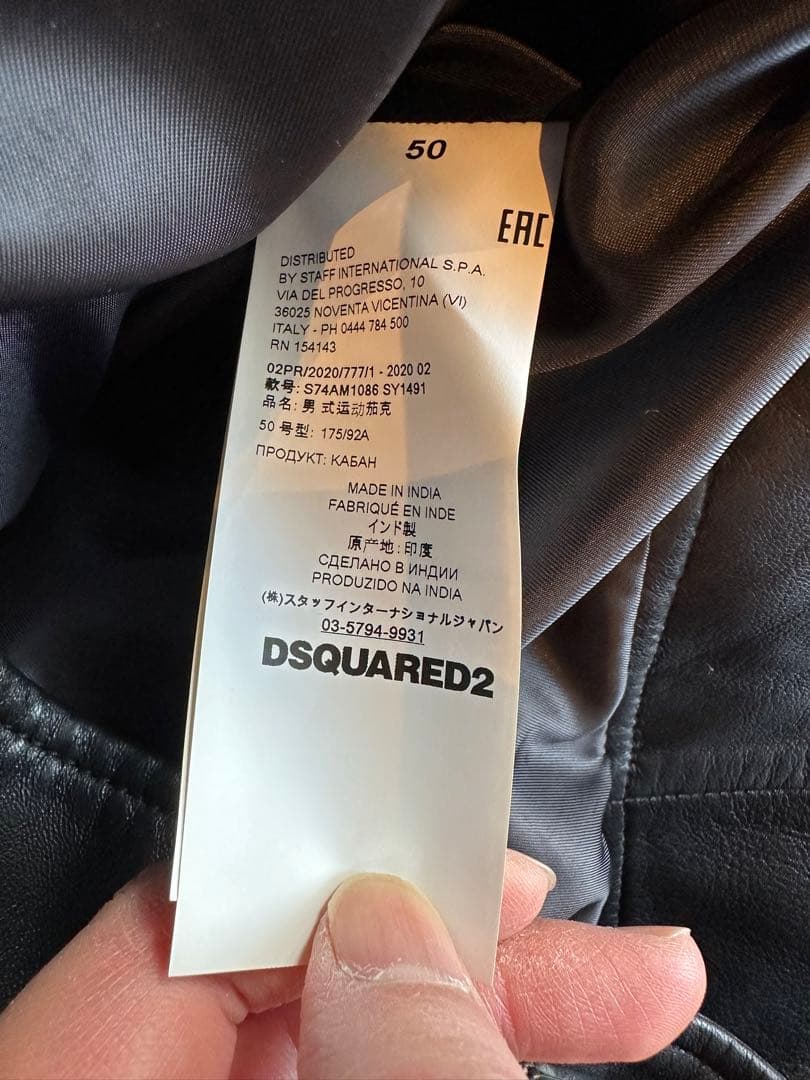 50
EAC
DISTRIBUTED
BY STAFF INTERNATIONAL S.P.A.
VIA DEL PROGRESSO, 10
36025 NOVENTA VICENTINA (VI)
ITALY - PH 0444 784 500
RN 154143
02PR/2020/777/1 - 2020 02
款号: S74AM1086 SY1491
品名: 男 式运动茄克
50 号型: 175/92A
ПРОДУКТ: КАБАН
MADE IN INDIA
FABRIQUÉ EN INDE
インド製
原产地: 印度
СДЕЛАНО В ИНДИИ
PRODUZIDO NA INDIA
(株)スタッフインターナショナルジャパン
03-5794-9931
DSQUARED2